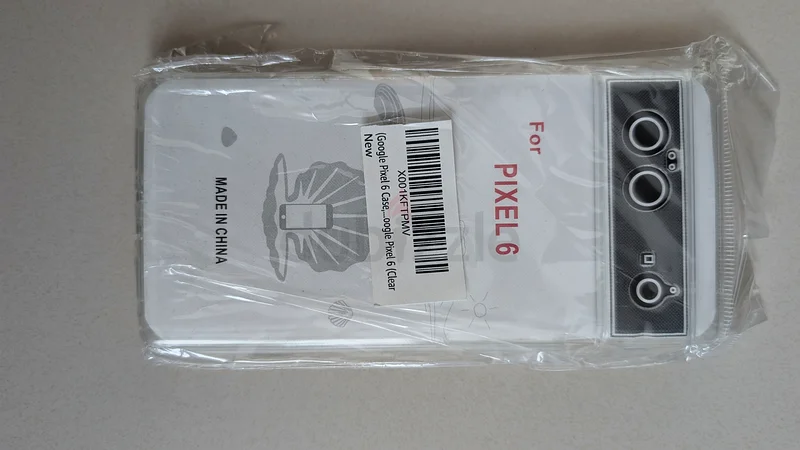 For
PIXEL 6
X001KFTPMV
(Google Pixel 6 Case,...oogle Pixel 6 (Clear
New
MADE IN CHINA